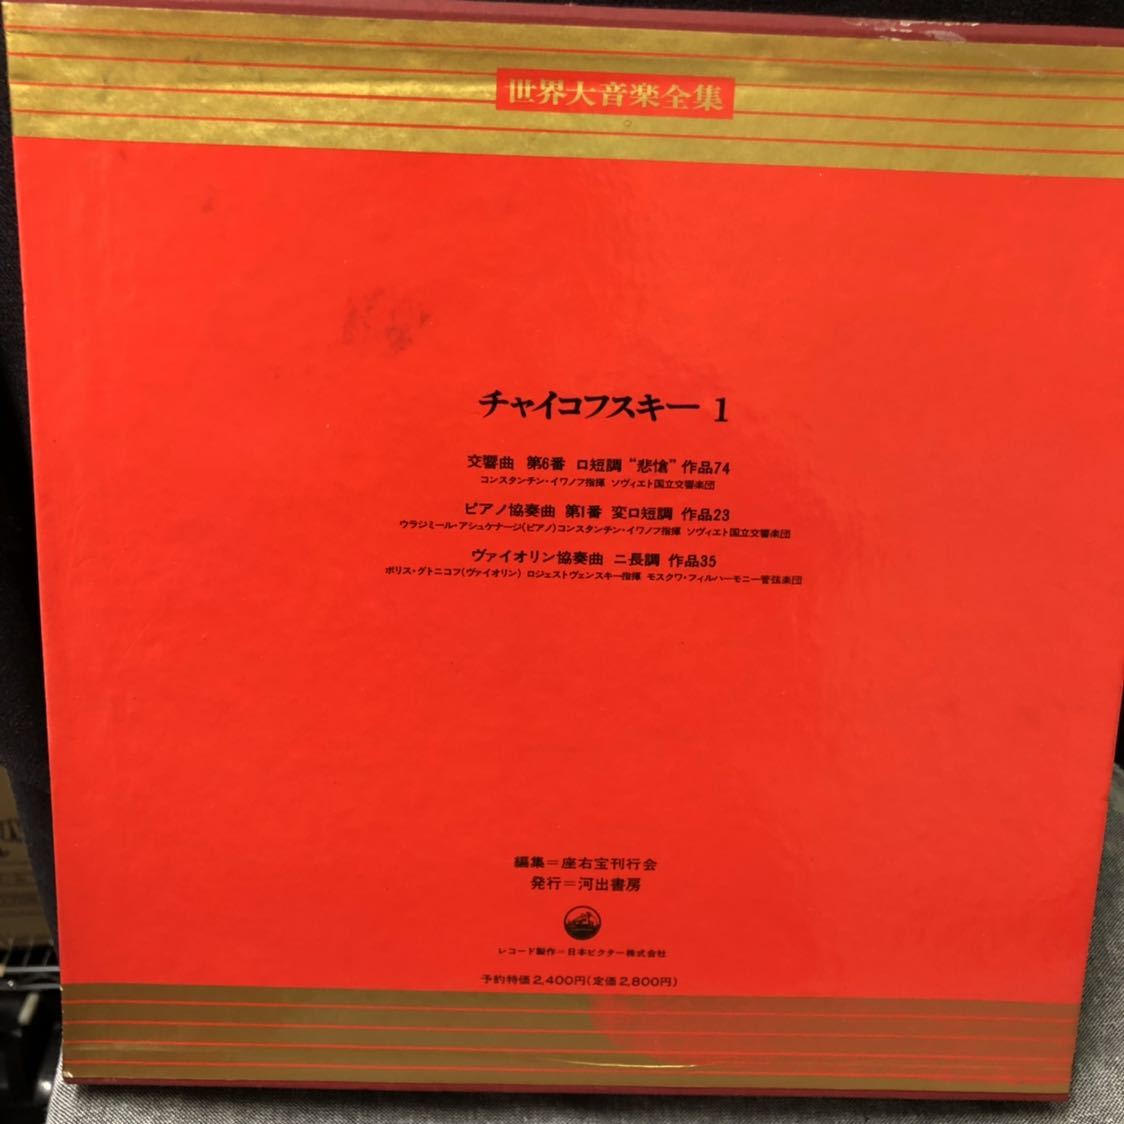 世界大音楽全集
チャイコフスキー 1
交響曲 第6番 ロ短調 “悲愴” 作品74
コンスタンチン・イワノフ指揮 ソヴィエト国立交響楽団
ピアノ協奏曲 第1番 変ロ短調 作品23
ウラジミール・アシュケナージ(ピアノ)コンスタンチン・イワノフ指揮 ソヴィエト国立交響楽団
ヴァイオリン協奏曲 ニ長調 作品35
ボリス・グトニコフ(ヴァイオリン) ロジェストヴェンスキー指揮 モスクワ・フィルハーモニー管弦楽団
編集=座右宝刊行会
発行=河出書房
レコード製作=日本ビクター株式会社
予約特価2,400円(定価2,800円)